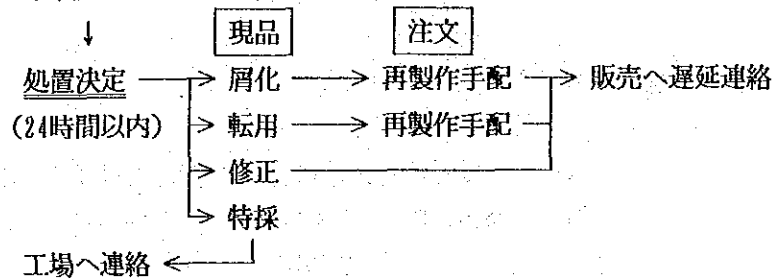 現品 注文
処置決定 屑化 再製作手配 販売へ遅延連絡
(24時間以内) 転用 再製作手配
修正
特採
工場へ連絡